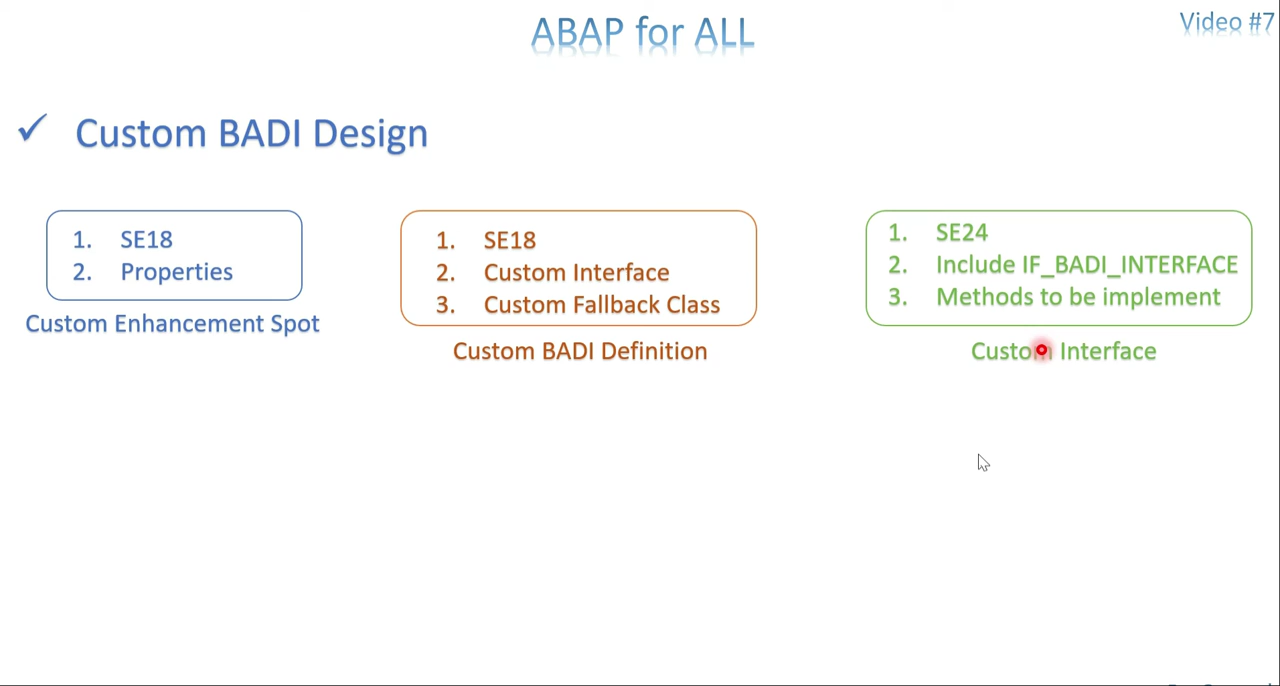 ABAP for ALL
Video #7
✓ Custom BADI Design
1. SE18
2. Properties
Custom Enhancement Spot
1. SE18
2. Custom Interface
3. Custom Fallback Class
Custom BADI Definition
1. SE24
2. Include IF_BADI_INTERFACE
3. Methods to be implement
Custom Interface